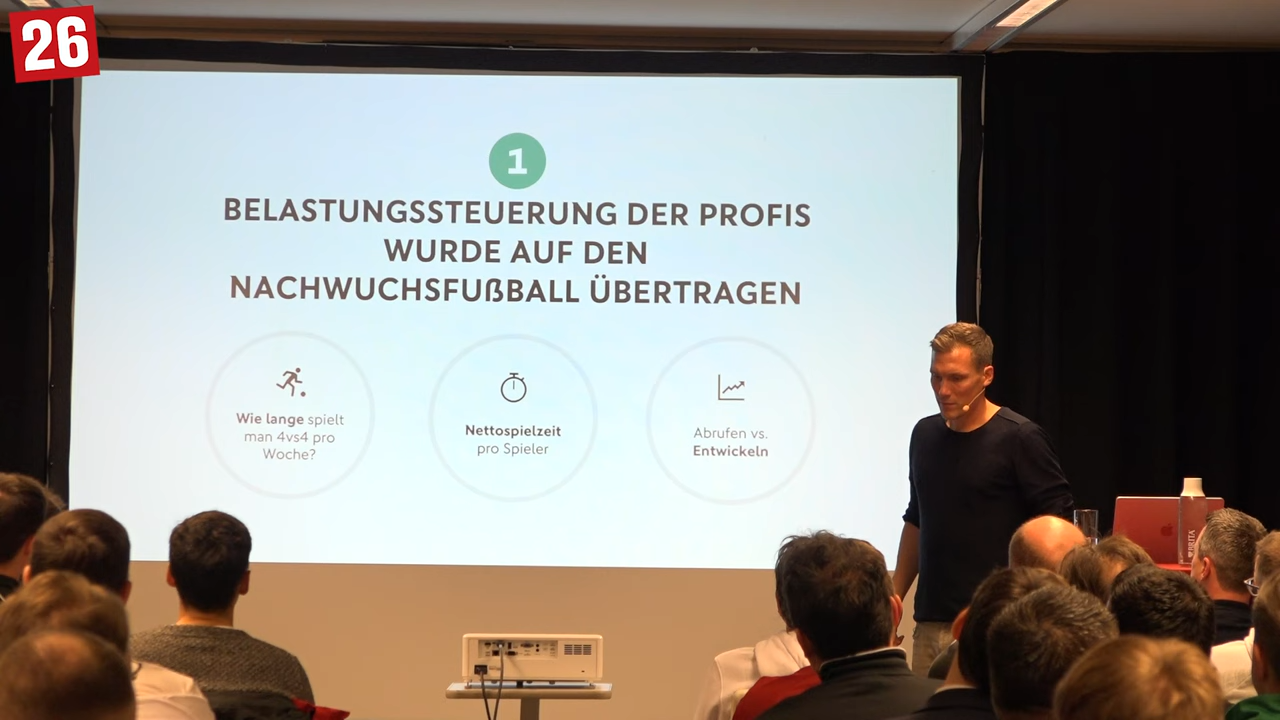 26
1
BELASTUNGSSTEUERUNG DER PROFIS
WURDE AUF DEN
NACHWUCHSFUẞBALL ÜBERTRAGEN
Wie lange spielt
man 4vs4 pro
Woche?
Nettospielzeit
pro Spieler
Abrufen vs.
Entwickeln
BRITA